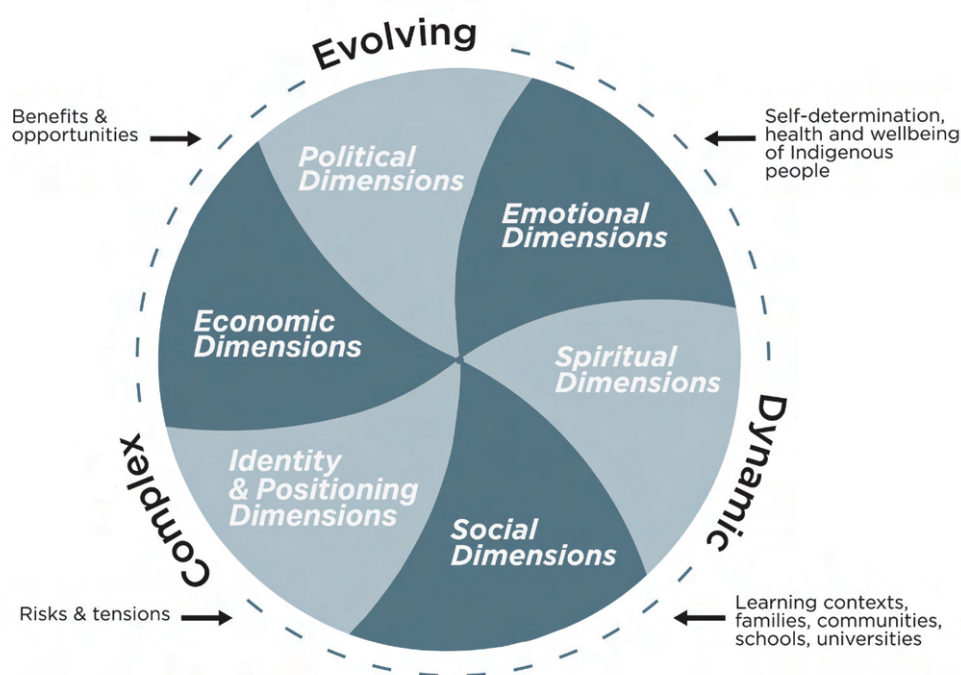 Evolving
Benefits &
opportunities
Self-determination,
health and wellbeing
of Indigenous
people
Political
Dimensions
Emotional
Dimensions
Economic
Dimensions
Spiritual
Dimensions
Identity
& Positioning
Dimensions
Social
Dimensions
Complex
Dynamic
Risks & tensions
Learning contexts,
families, communities,
schools, universities